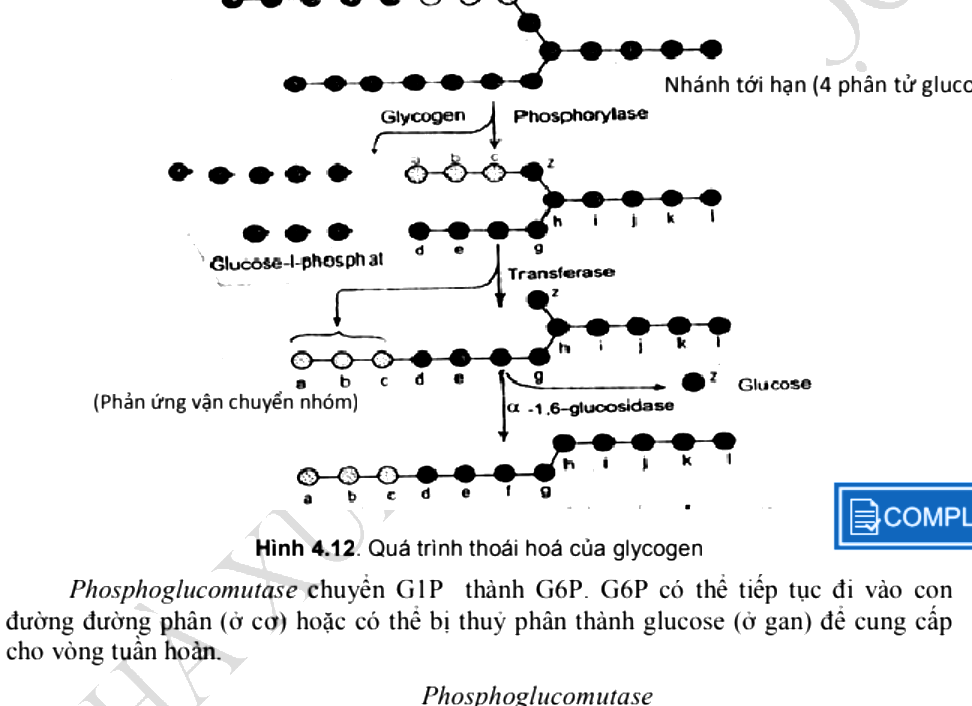 Nhánh tới hạn (4 phân tử gluco
Glycogen Phosphorylase
a b c z
h i j k l
d e g
Glucose-l-phosphat
Transferase
z
h i j k l
a b c d e f g
z Glucose
(Phản ứng vận chuyển nhóm)
α -1,6-glucosidase
h i j k l
a b c d e f g
COMPL
Hình 4.12. Quá trình thoái hoá của glycogen
Phosphoglucomutase chuyển G1P thành G6P. G6P có thể tiếp tục đi vào con
đường đường phân (ở cơ) hoặc có thể bị thuỷ phân thành glucose (ở gan) để cung cấp
cho vòng tuần hoàn.
Phosphoglucomutase